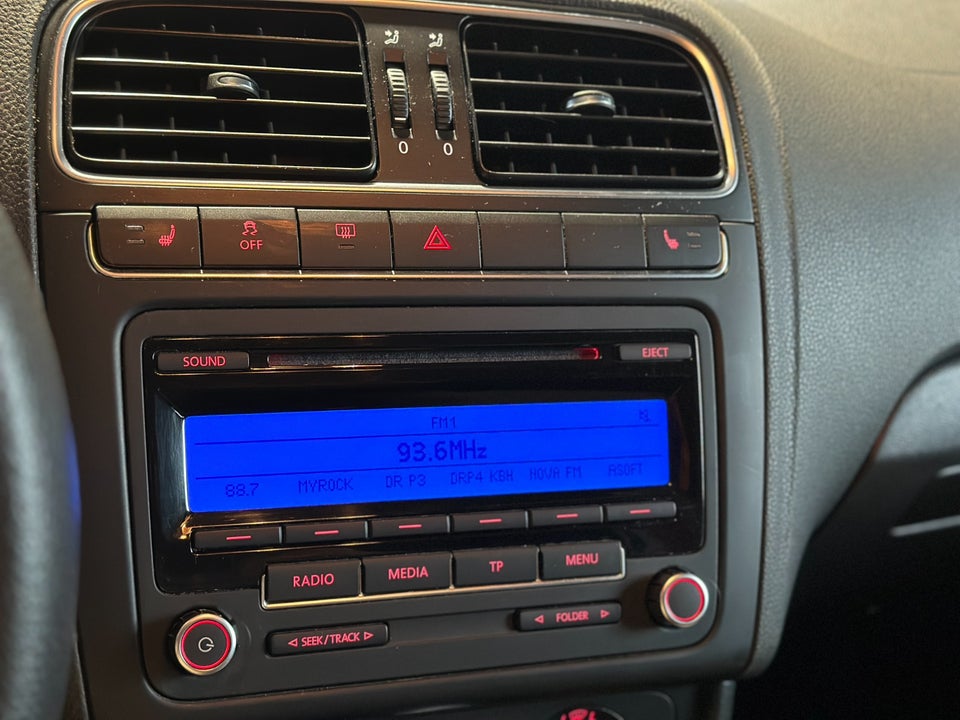 0 0
OFF
SOUND EJECT
FM1
93.6MHz
88.7 MYROCK DR P3 DRP4 KBH NOVA FM RSOFT
RADIO MEDIA TP MENU
SEEK/TRACK FOLDER